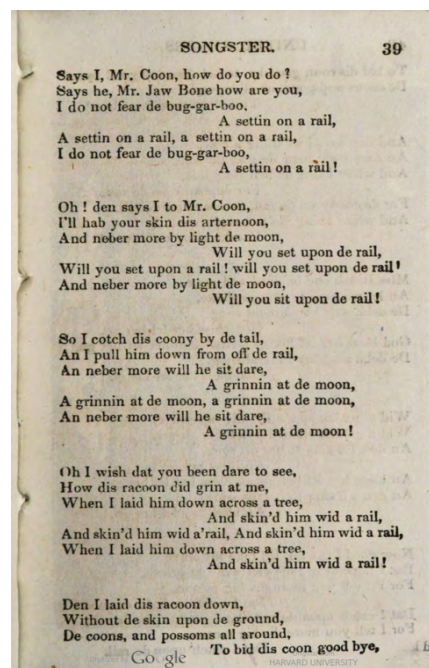 SONGSTER. 39
Says I, Mr. Coon, how do you do ?
Says he, Mr. Jaw Bone how are you,
I do not fear de bug-gar-boo,
A settin on a rail,
A settin on a rail, a settin on a rail,
I do not fear de bug-gar-boo,
A settin on a rail !
Oh ! den says I to Mr. Coon,
I'll hab your skin dis arternoon,
And neber more by light de moon,
Will you set upon de rail,
Will you set upon a rail ! will you set upon de rail !
And neber more by light de moon,
Will you sit upon de rail !
So I cotch dis coony by de tail,
An I pull him down from off de rail,
An neber more will he sit dare,
A grinnin at de moon,
A grinnin at de moon, a grinnin at de moon,
An neber more will he sit dare,
A grinnin at de moon !
Oh I wish dat you been dare to see,
How dis racoon did grin at me,
When I laid him down across a tree,
And skin'd him wid a rail,
And skin'd him wid a'rail, And skin'd him wid a rail,
When I laid him down across a tree,
And skin'd him wid a rail !
Den I laid dis racoon down,
Without de skin upon de ground,
De coons, and possoms all around,
To bid dis coon good bye,
Google
HARVARD UNIVERSITY